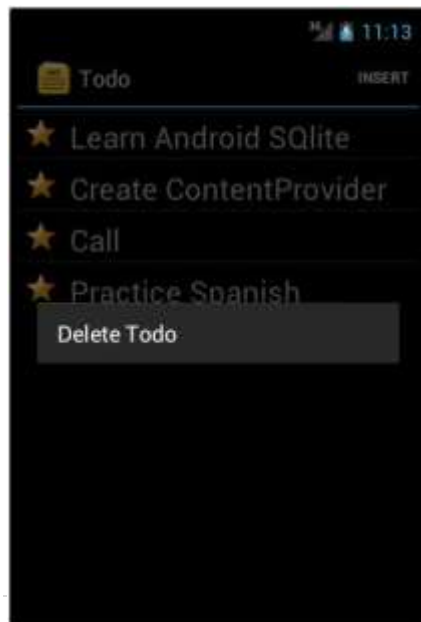 11:13
Todo INSERT
Learn Android SQlite
Create ContentProvider
Call
Practice Spanish
Delete Todo